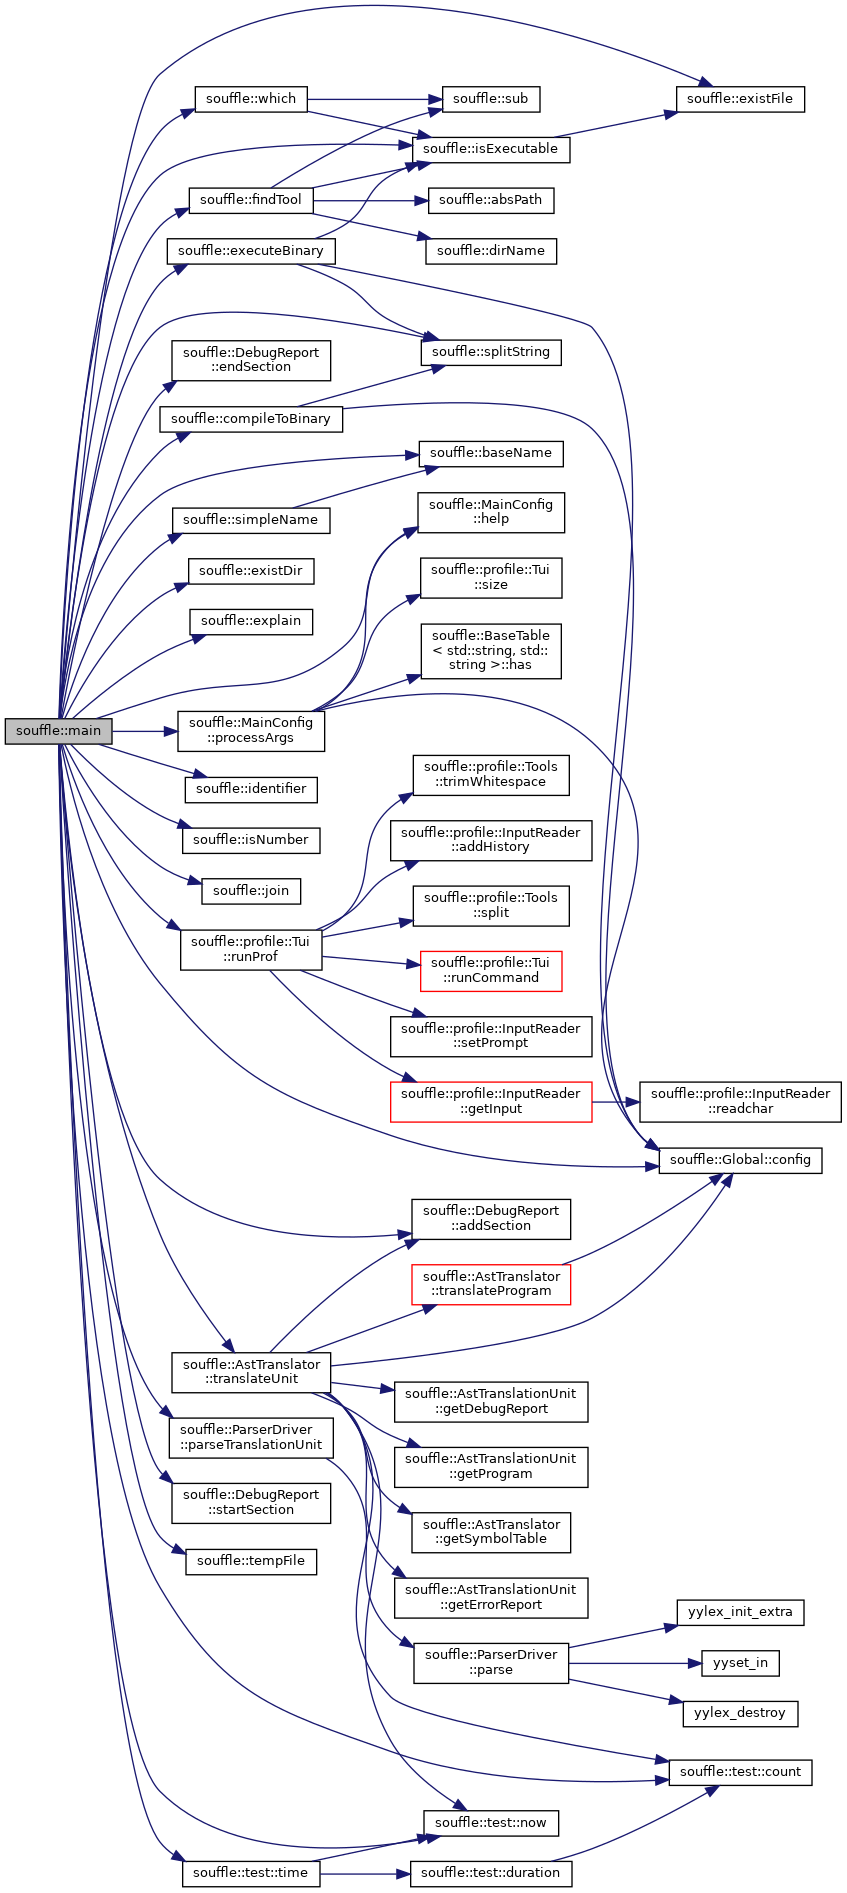 souffle::main
souffle::which
souffle::findTool
souffle::executeBinary
souffle::DebugReport
::endSection
souffle::compileToBinary
souffle::simpleName
souffle::existDir
souffle::explain
souffle::MainConfig
::processArgs
souffle::identifier
souffle::isNumber
souffle::join
souffle::profile::Tui
::runProf
souffle::AstTranslator
::translateUnit
souffle::ParserDriver
::parseTranslationUnit
souffle::DebugReport
::startSection
souffle::tempFile
souffle::test::time
souffle::sub
souffle::isExecutable
souffle::absPath
souffle::dirName
souffle::splitString
souffle::baseName
souffle::MainConfig
::help
souffle::profile::Tui
::size
souffle::BaseTable
< std::string, std::
string >::has
souffle::profile::Tools
::trimWhitespace
souffle::profile::InputReader
::addHistory
souffle::profile::Tools
::split
souffle::profile::Tui
::runCommand
souffle::profile::InputReader
::setPrompt
souffle::profile::InputReader
::getInput
souffle::DebugReport
::addSection
souffle::AstTranslator
::translateProgram
souffle::AstTranslationUnit
::getDebugReport
souffle::AstTranslationUnit
::getProgram
souffle::AstTranslator
::getSymbolTable
souffle::AstTranslationUnit
::getErrorReport
souffle::ParserDriver
::parse
souffle::test::now
souffle::test::duration
souffle::existFile
souffle::profile::InputReader
::readchar
souffle::Global::config
yylex_init_extra
yyset_in
yylex_destroy
souffle::test::count